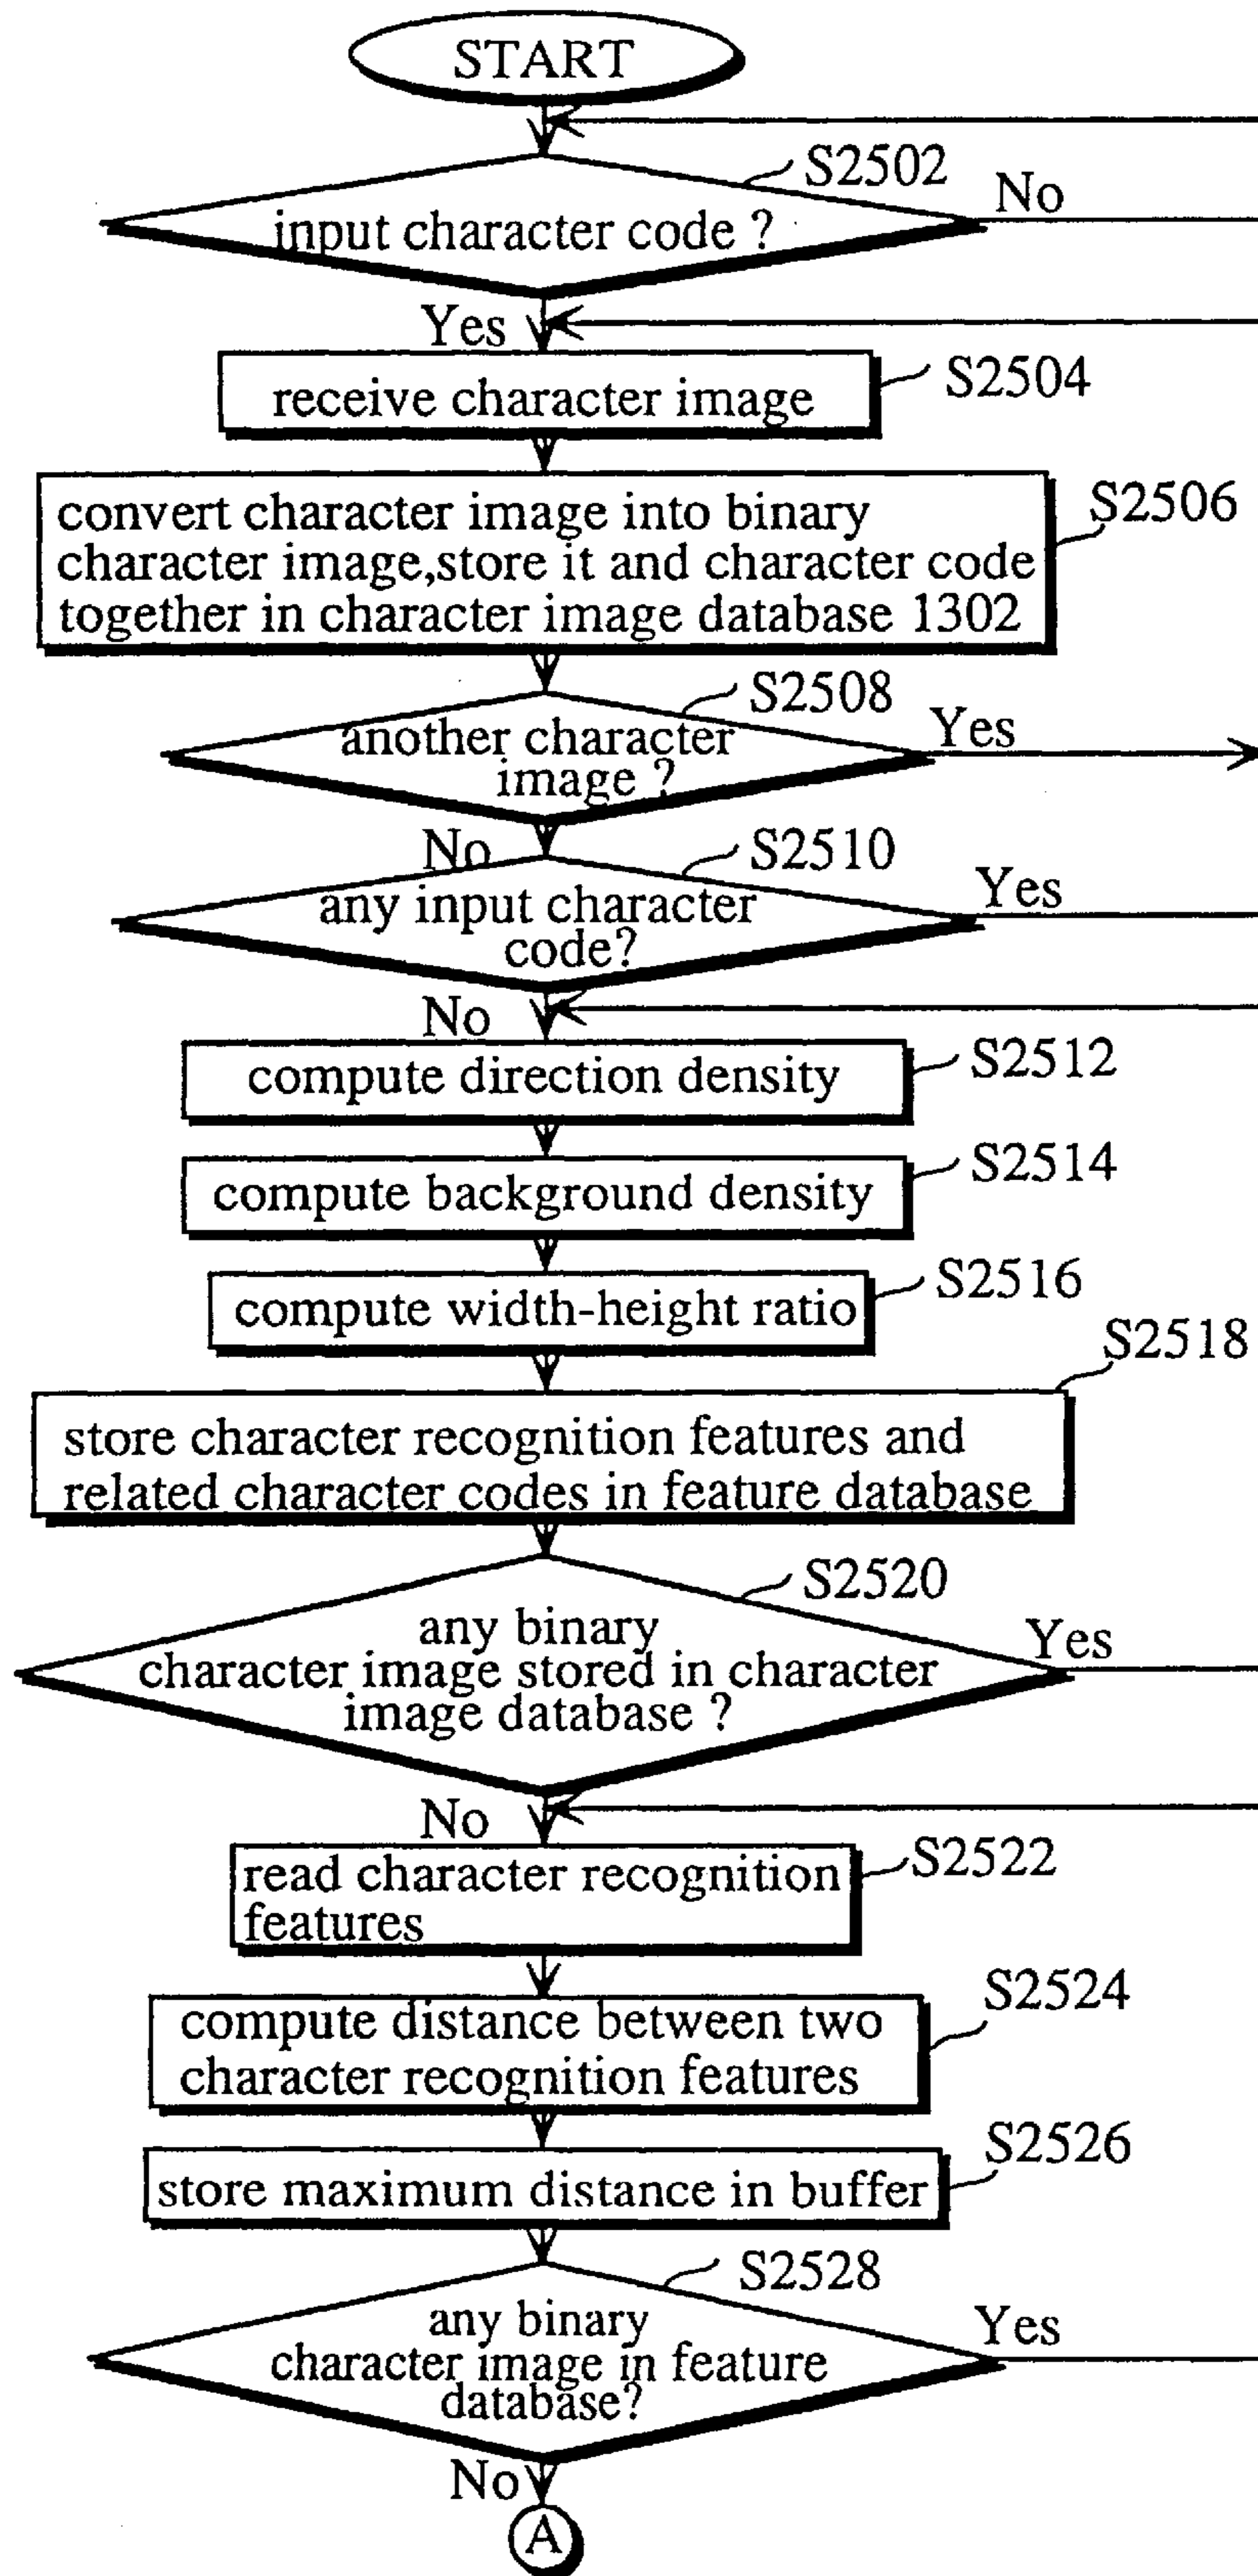 START
S2502
No
input character code ?
Yes
S2504
receive character image
S2506
convert character image into binary
character image,store it and character code
together in character image database 1302
S2508
Yes
another character
image ?
No
S2510
Yes
any input character
code?
No
S2512
compute direction density
S2514
compute background density
S2516
compute width-height ratio
S2518
store character recognition features and
related character codes in feature database
S2520
Yes
any binary
character image stored in character
image database ?
No
S2522
read character recognition
features
S2524
compute distance between two
character recognition features
S2526
store maximum distance in buffer
S2528
Yes
any binary
character image in feature
database?
No
A